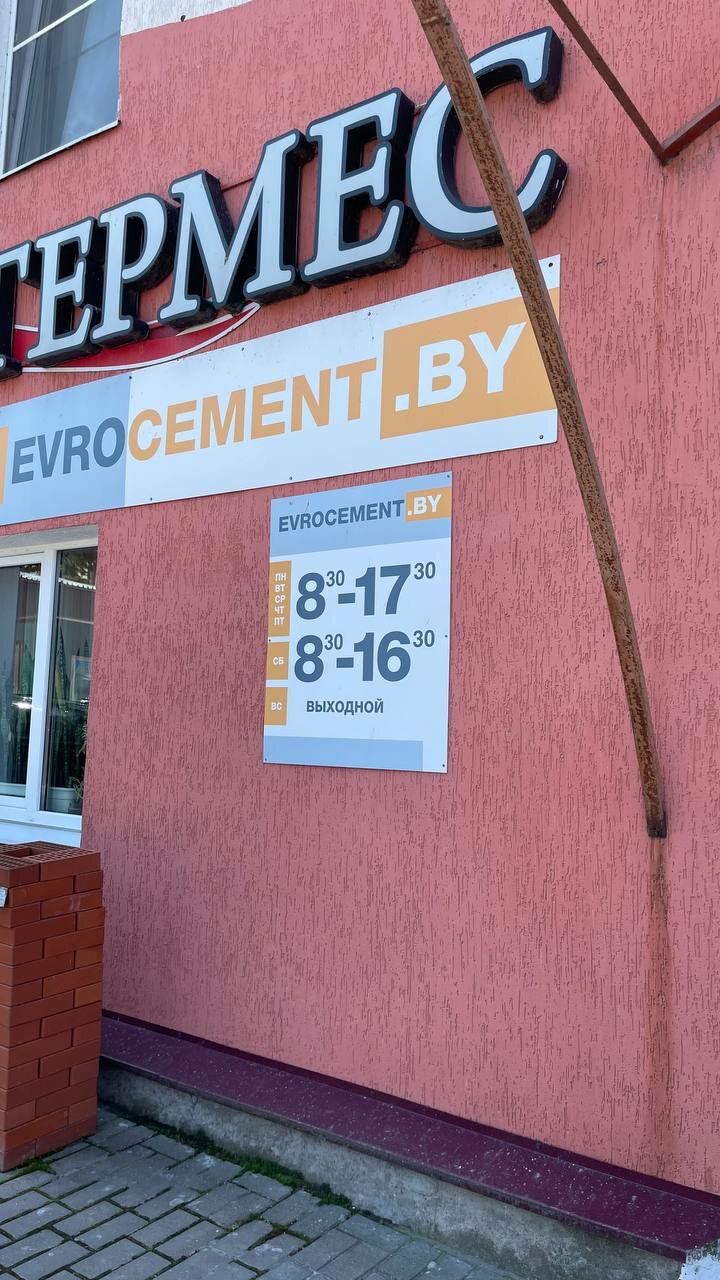 ТЕРМЕС
EVROCEMENT.BY
EVROCEMENT.BY
ПН
ВТ
СР
ЧТ
ПТ
8³⁰-17³⁰
СБ
8³⁰-16³⁰
ВС
ВЫХОДНОЙ